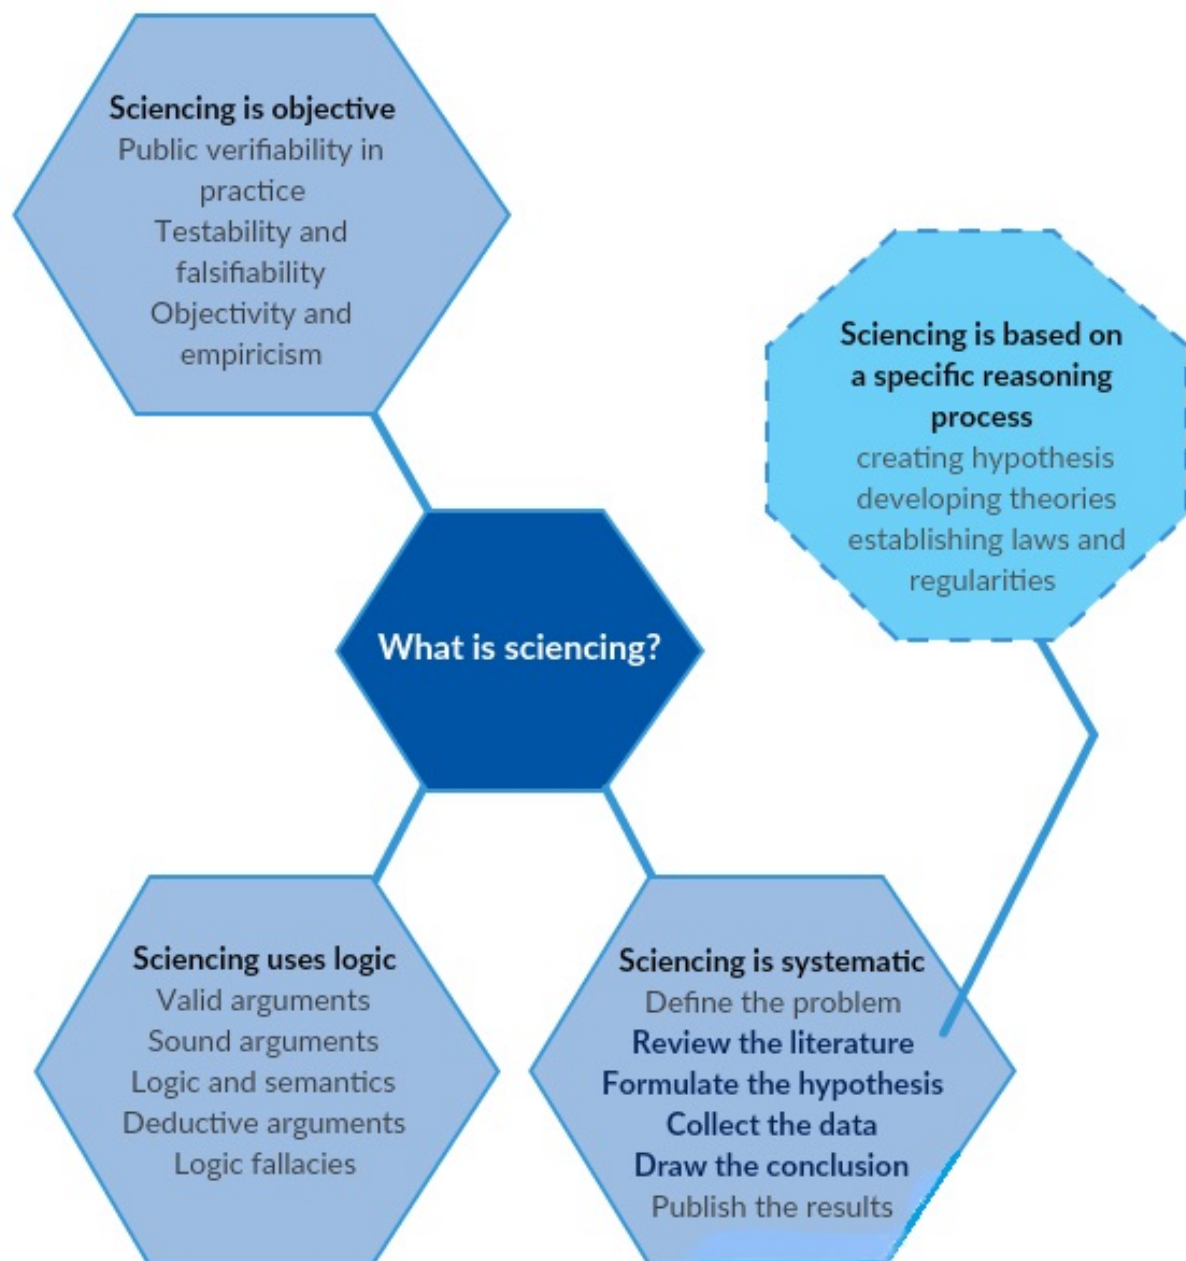 Sciencing is objective
Public verifiability in
practice
Testability and
falsifiability
Objectivity and
empiricism
Sciencing is based on
a specific reasoning
process
creating hypothesis
developing theories
establishing laws and
regularities
What is sciencing?
Sciencing uses logic
Valid arguments
Sound arguments
Logic and semantics
Deductive arguments
Logic fallacies
Sciencing is systematic
Define the problem
Review the literature
Formulate the hypothesis
Collect the data
Draw the conclusion
Publish the results